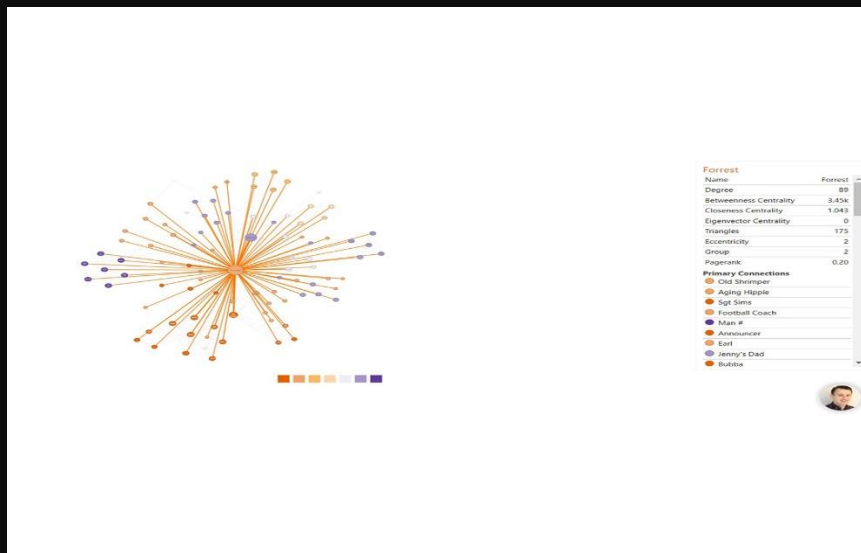 Forrest
Name Forrest
Degree 89
Betweenness Centrality 3.45k
Closeness Centrality 1.043
Eigenvector Centrality 0
Triangles 175
Eccentricity 2
Group 2
Pagerank 0.20
Primary Connections
Old Shrimper
Aging Hippie
Sgt Sims
Football Coach
Man #
Announcer
Earl
Jenny's Dad
Bubba